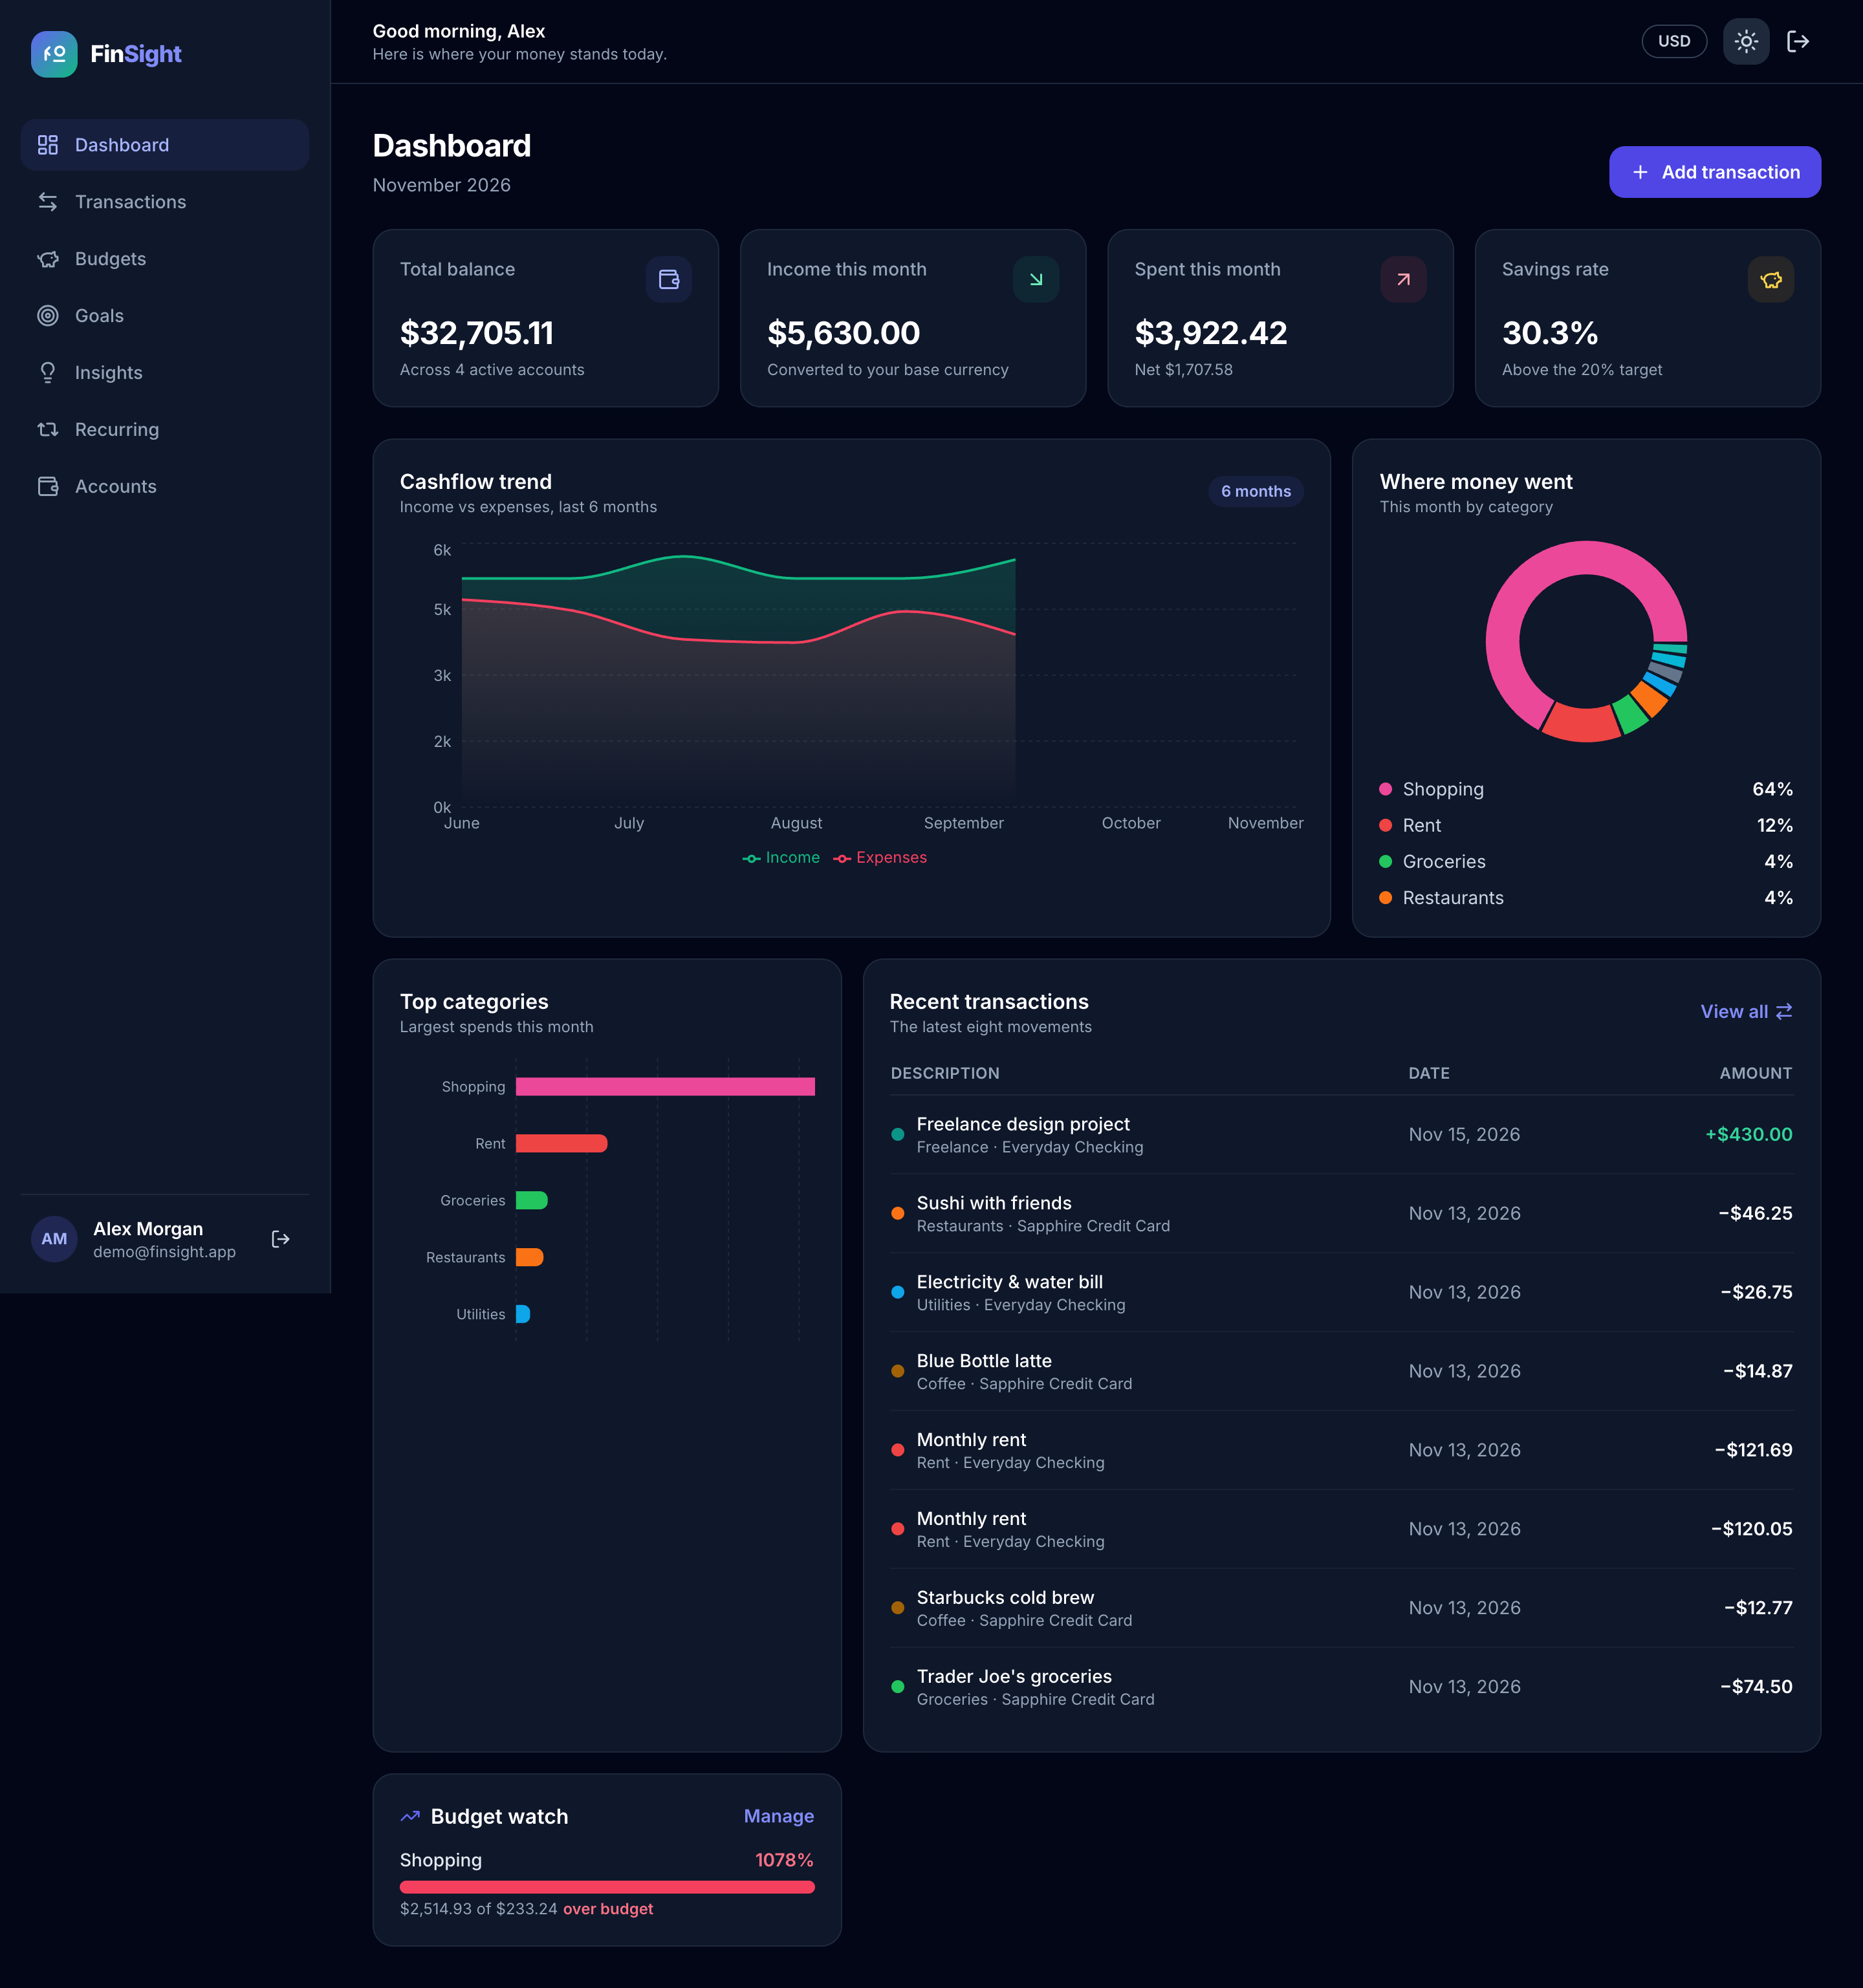 FinSight
Dashboard
Transactions
Budgets
Goals
Insights
Recurring
Accounts
AM
Alex Morgan
demo@finsight.app
Good morning, Alex
Here is where your money stands today.
USD
Dashboard
November 2026
Add transaction
Total balance
$32,705.11
Across 4 active accounts
Income this month
$5,630.00
Converted to your base currency
Spent this month
$3,922.42
Net $1,707.58
Savings rate
30.3%
Above the 20% target
Cashflow trend
Income vs expenses, last 6 months
6 months
6k
5k
3k
2k
0k
June July August September October November
Income Expenses
Where money went
This month by category
Shopping 64%
Rent 12%
Groceries 4%
Restaurants 4%
Top categories
Largest spends this month
Shopping
Rent
Groceries
Restaurants
Utilities
Recent transactions
The latest eight movements
View all
DESCRIPTION DATE AMOUNT
Freelance design project
Freelance · Everyday Checking
Nov 15, 2026 +$430.00
Sushi with friends
Restaurants · Sapphire Credit Card
Nov 13, 2026 −$46.25
Electricity & water bill
Utilities · Everyday Checking
Nov 13, 2026 −$26.75
Blue Bottle latte
Coffee · Sapphire Credit Card
Nov 13, 2026 −$14.87
Monthly rent
Rent · Everyday Checking
Nov 13, 2026 −$121.69
Monthly rent
Rent · Everyday Checking
Nov 13, 2026 −$120.05
Starbucks cold brew
Coffee · Sapphire Credit Card
Nov 13, 2026 −$12.77
Trader Joe's groceries
Groceries · Sapphire Credit Card
Nov 13, 2026 −$74.50
Budget watch
Manage
Shopping 1078%
$2,514.93 of $233.24 over budget